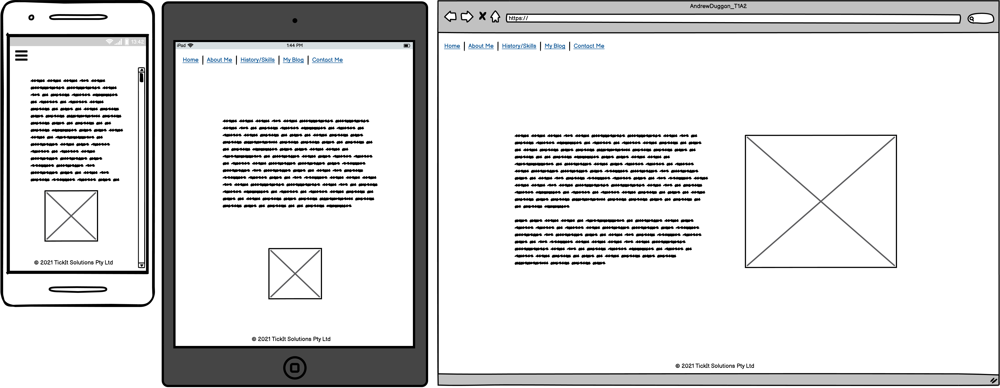 13:42
© 2021 TickIt Solutions Pty Ltd
iPad
1:44 PM
Home | About Me | History/Skills | My Blog | Contact Me
© 2021 TickIt Solutions Pty Ltd
AndrewDuggan_T1A2
https://
Home | About Me | History/Skills | My Blog | Contact Me
© 2021 TickIt Solutions Pty Ltd